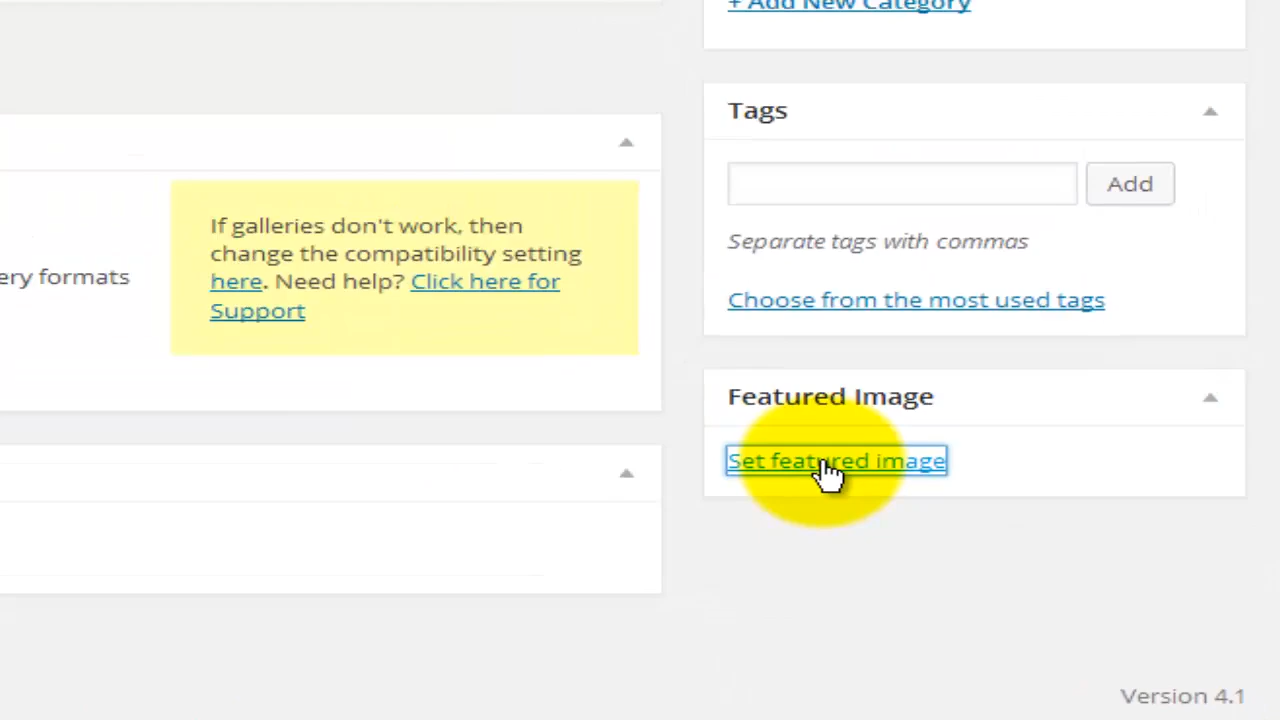 + Add New Category
Tags
Add
Separate tags with commas
Choose from the most used tags
If galleries don't work, then
change the compatibility setting
here. Need help? Click here for
Support
ery formats
Featured Image
Set featured image
Version 4.1